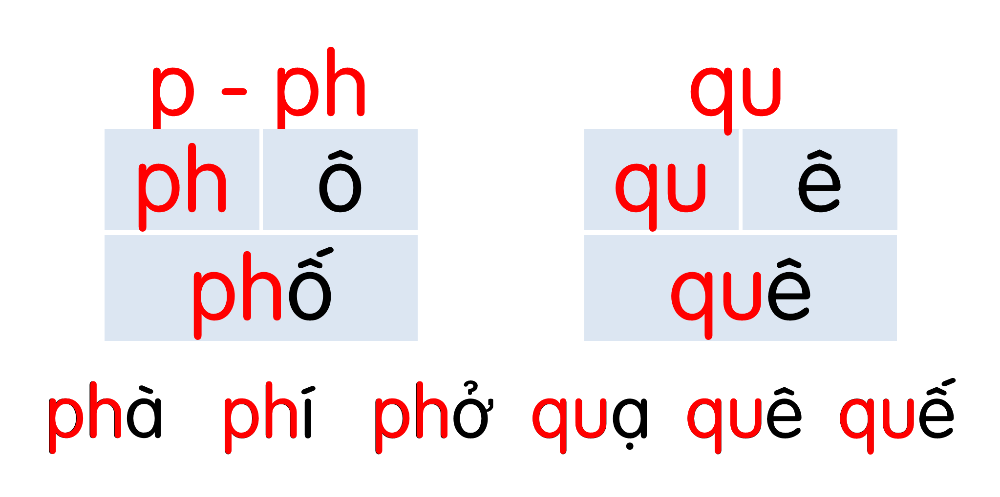 p - ph qu
ph ô qu ê
phố quê
phà phí phở quạ quê quế